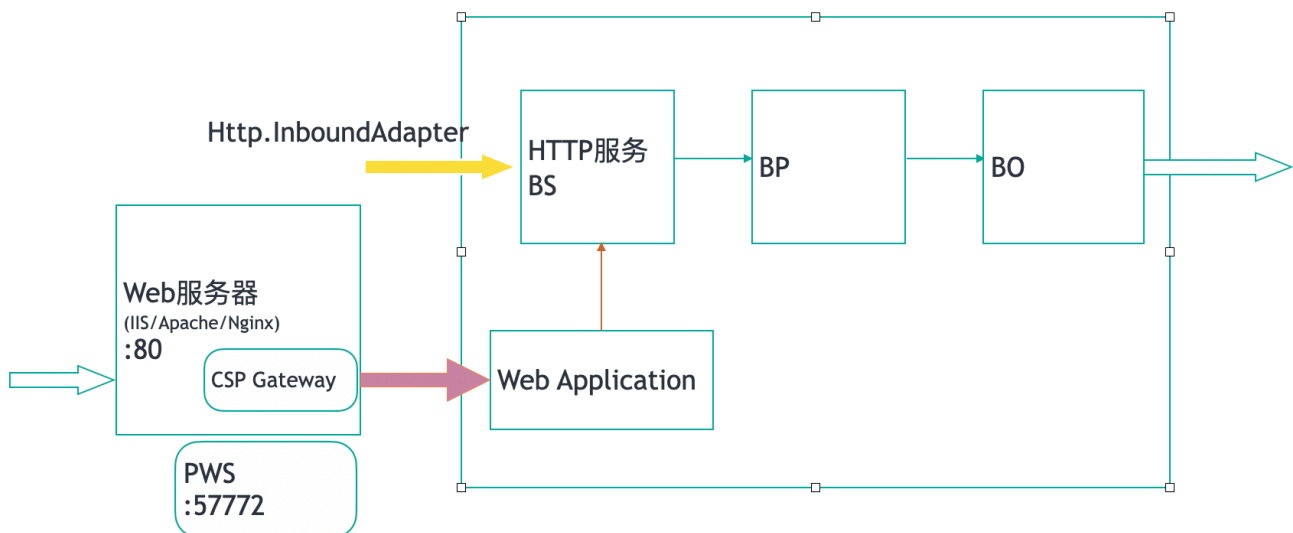 Http.InboundAdapter
HTTP服务
BS
BP
BO
Web服务器
(IIS/Apache/Nginx)
:80
CSP Gateway
Web Application
PWS
:57772